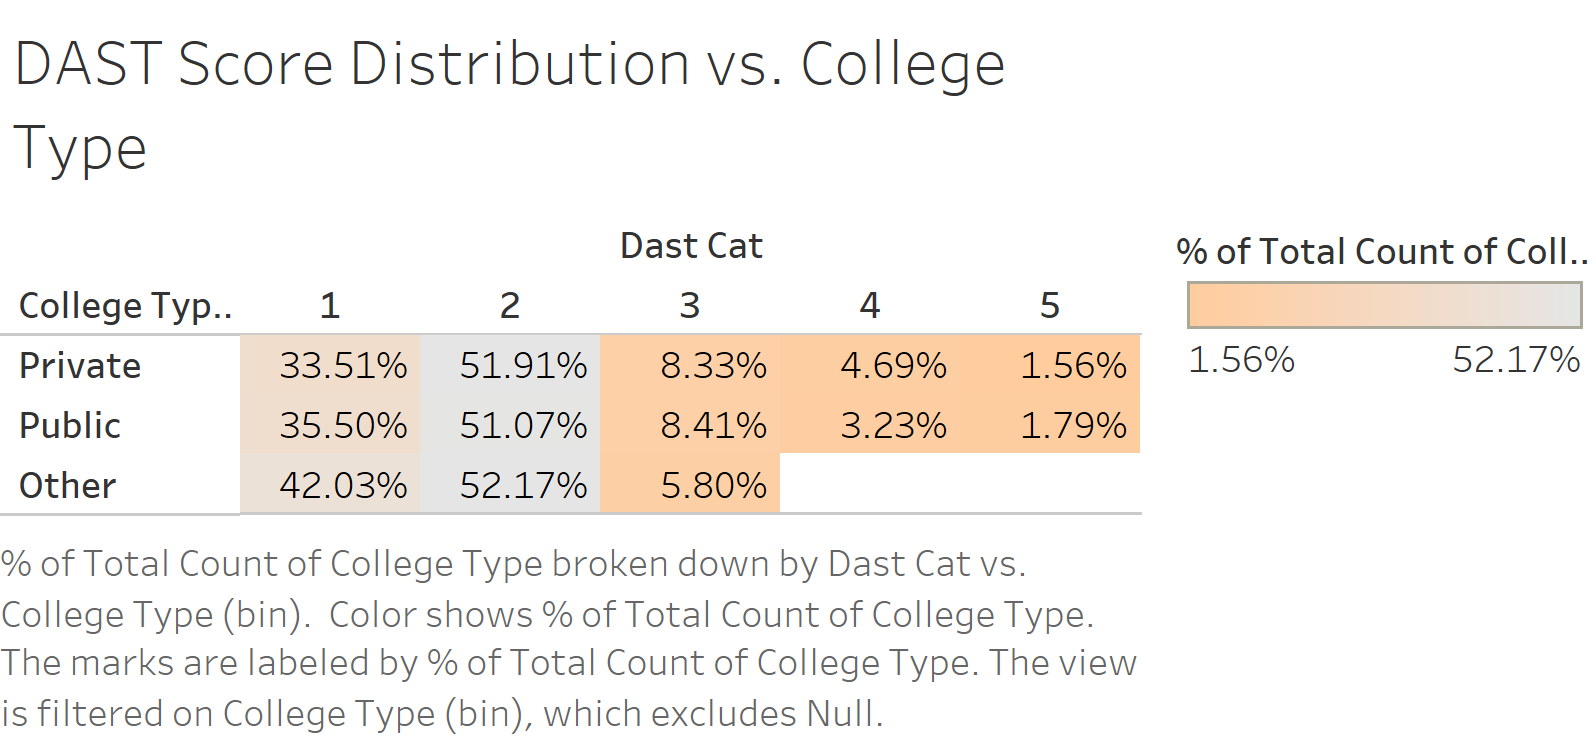 DAST Score Distribution vs. College
Type
Dast Cat
College Typ.. 1 2 3 4 5
Private 33.51% 51.91% 8.33% 4.69% 1.56%
Public 35.50% 51.07% 8.41% 3.23% 1.79%
Other 42.03% 52.17% 5.80%
% of Total Count of Coll..
1.56% 52.17%
% of Total Count of College Type broken down by Dast Cat vs.
College Type (bin).  Color shows % of Total Count of College Type.
The marks are labeled by % of Total Count of College Type. The view
is filtered on College Type (bin), which excludes Null.